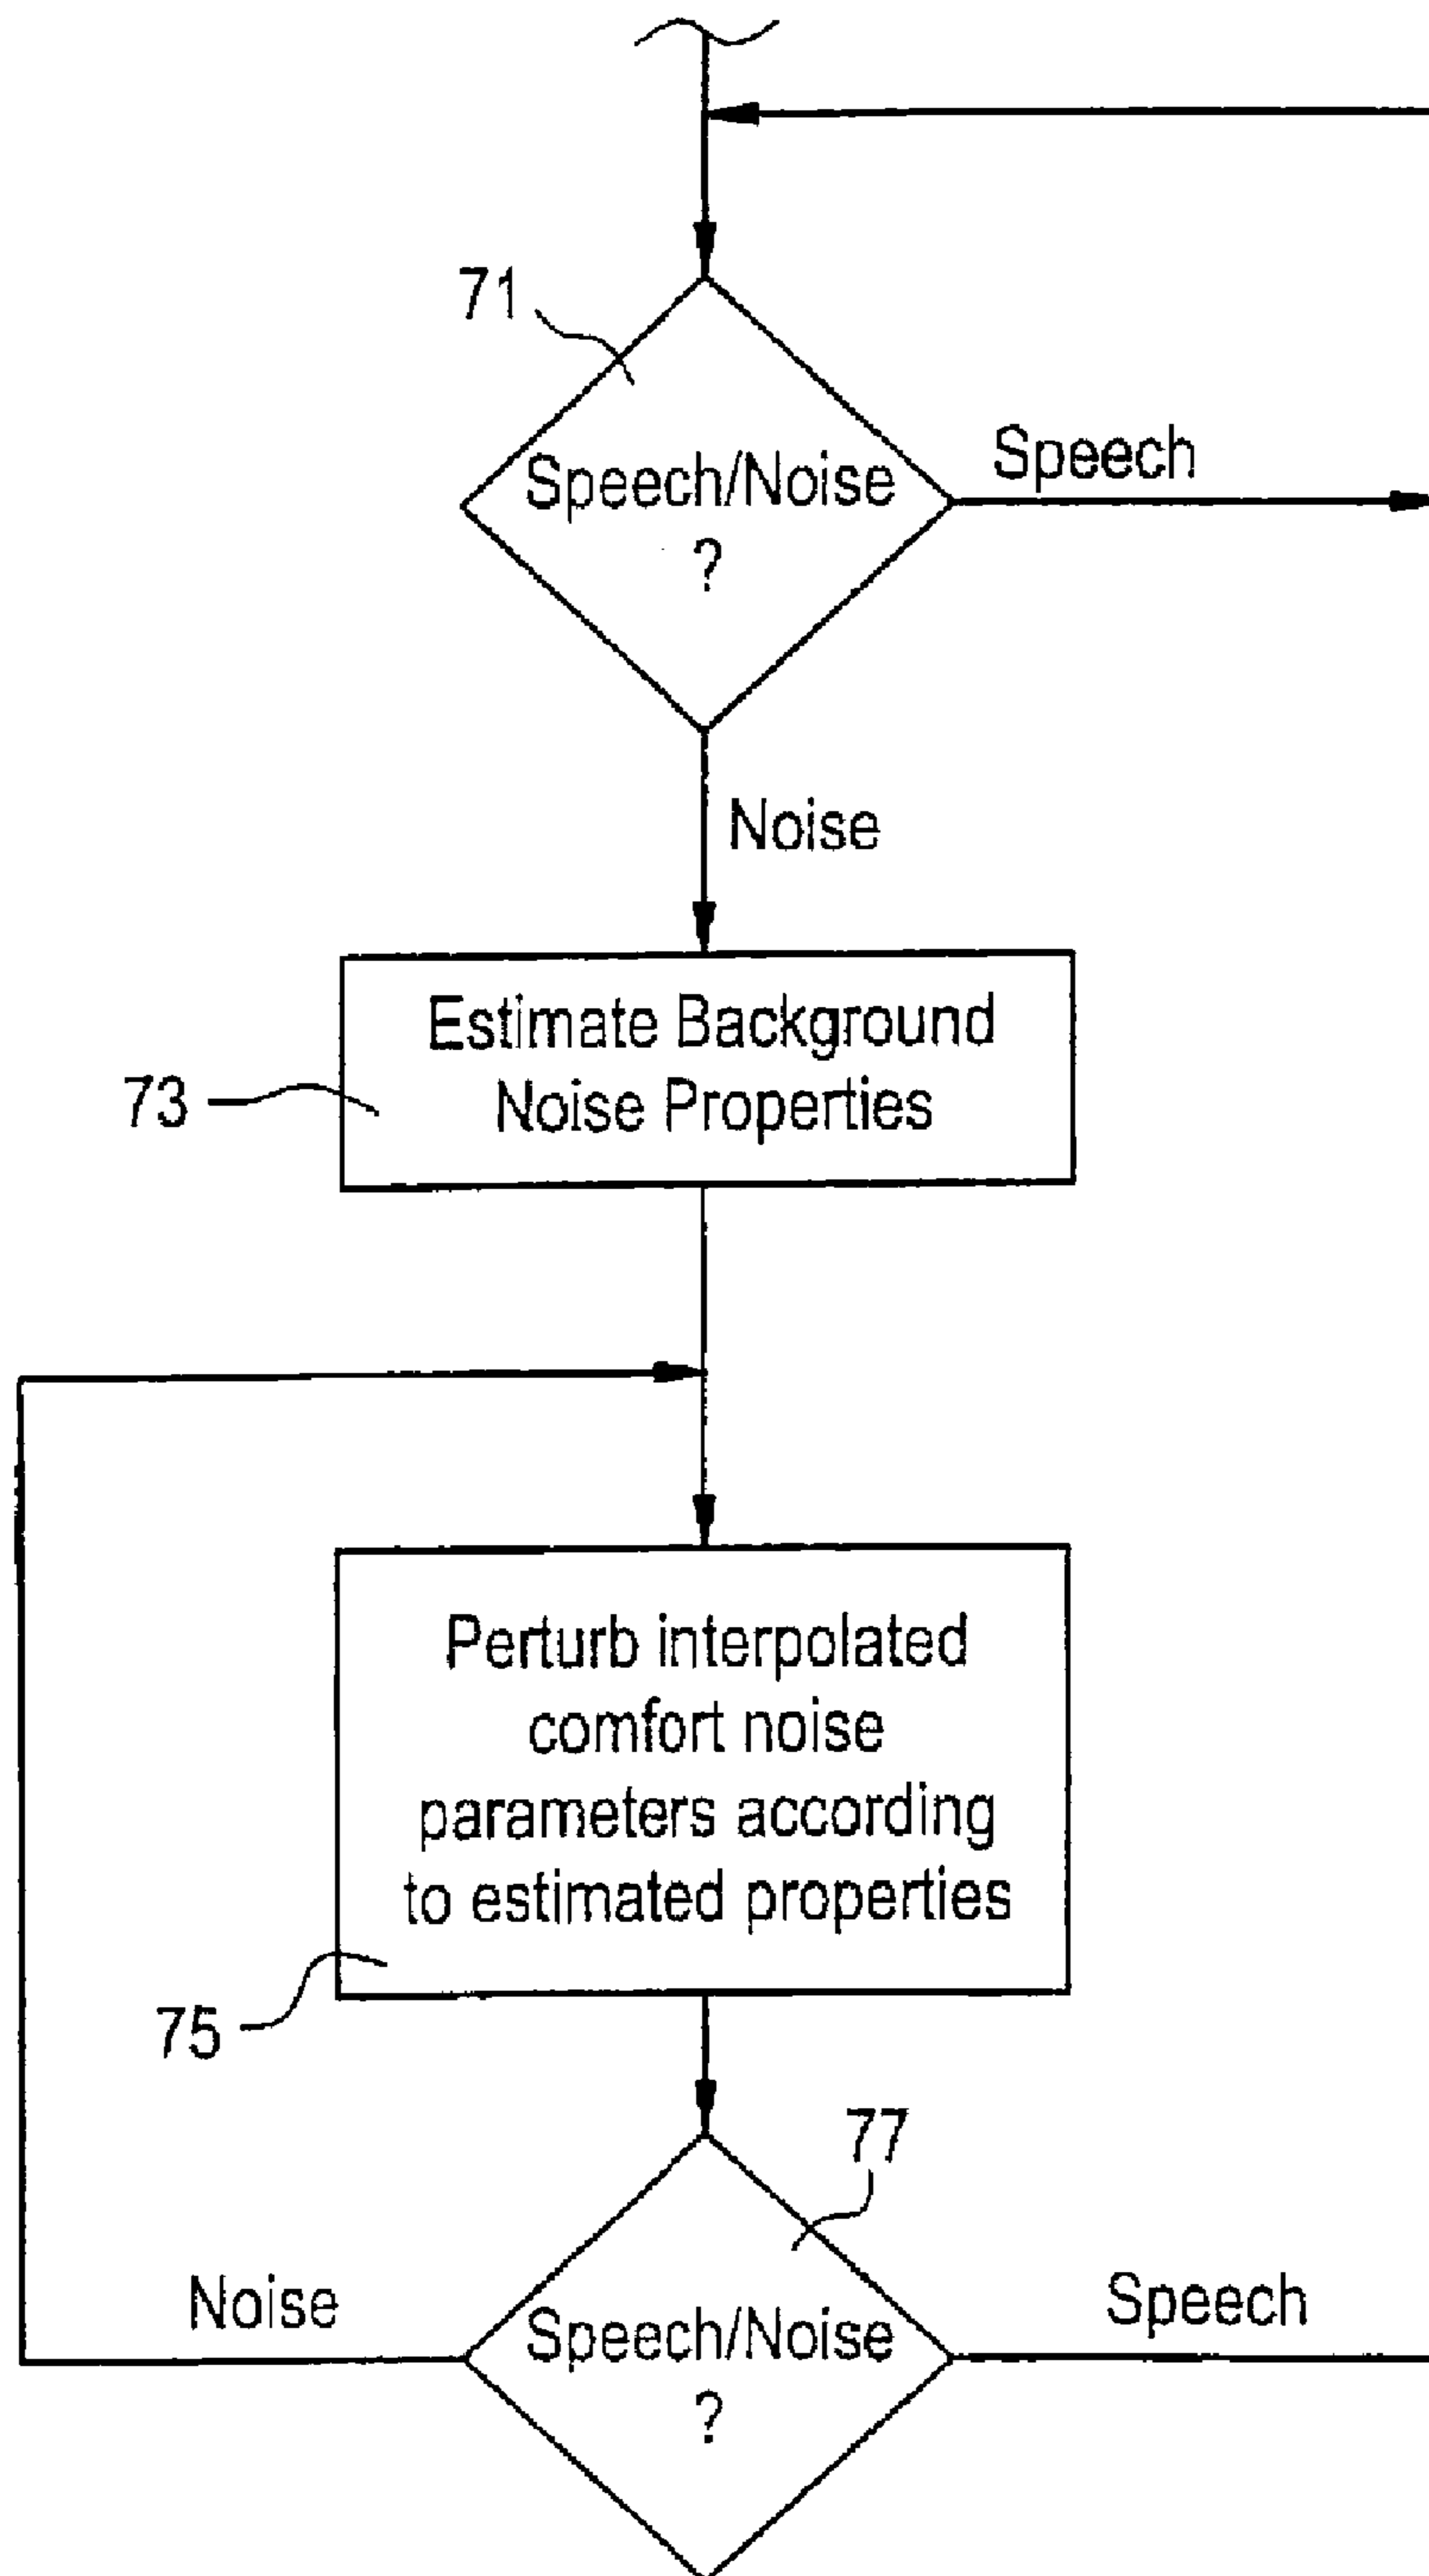 71
Speech/Noise
?
Speech
Noise
Estimate Background
Noise Properties
73
Perturb interpolated
comfort noise
parameters according
to estimated properties
75
77
Noise
Speech/Noise
?
Speech